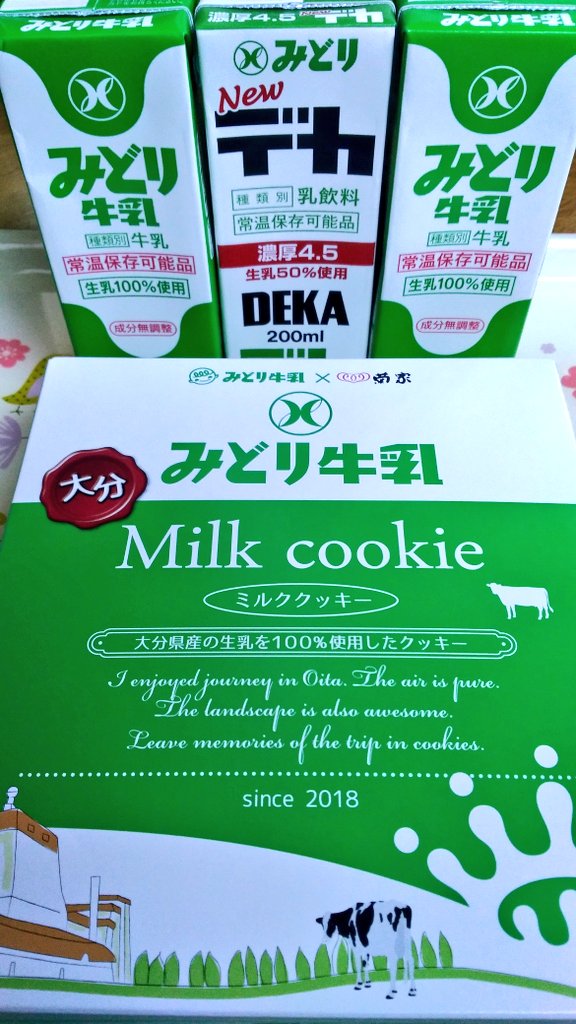 はわりみ
濃厚4.5
はわりみ
みどり
牛乳
種類別 牛乳
常温保存可能品
生乳100%使用
成分無調整
みどり
New
デカ
種類別 乳飲料
常温保存可能品
濃厚4.5
生乳50%使用
DEKA
200ml
みどり
牛乳
種類別 牛乳
常温保存可能品
生乳100%使用
成分無調整
みどり牛乳 × 菊家
みどり牛乳
大分
Milk cookie
ミルククッキー
大分県産の生乳を100%使用したクッキー
I enjoyed journey in Oita. The air is pure.
The landscape is also awesome.
Leave memories of the trip in cookies.
since 2018